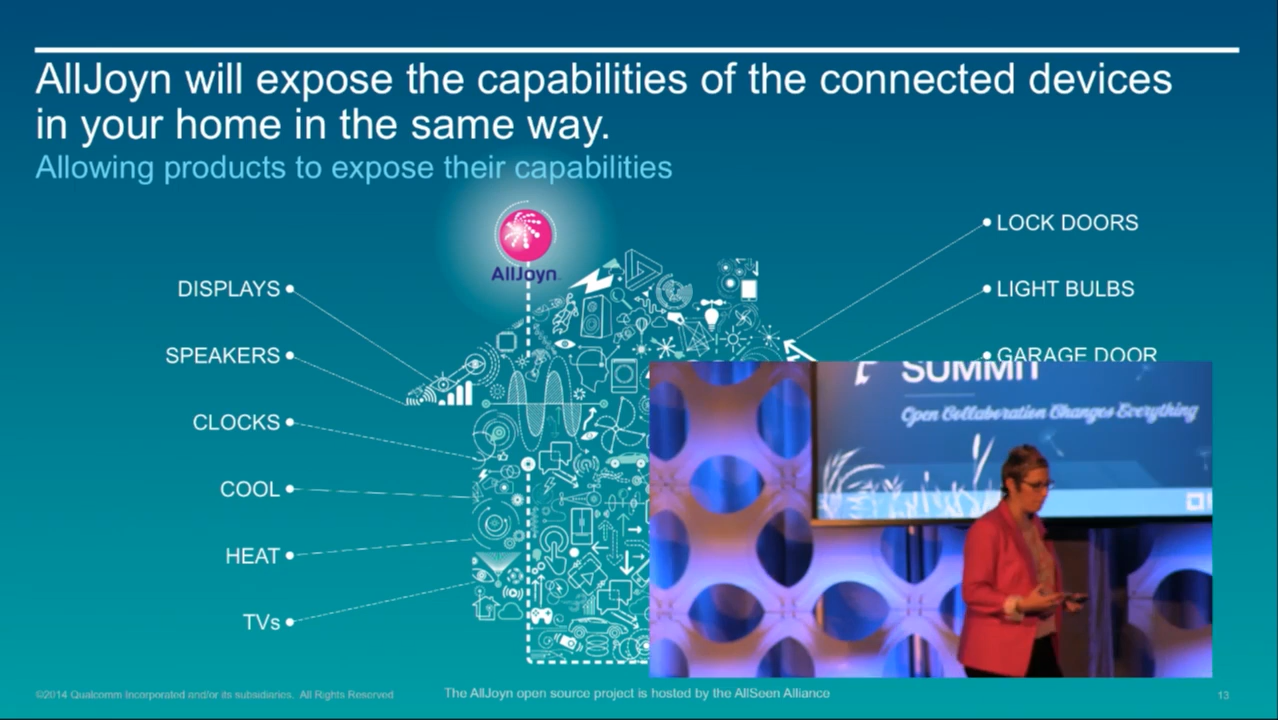 AllJoyn will expose the capabilities of the connected devices
in your home in the same way.
Allowing products to expose their capabilities
AllJoyn
DISPLAYS
SPEAKERS
CLOCKS
COOL
HEAT
TVs
LOCK DOORS
LIGHT BULBS
GARAGE DOOR
SUMMIT
Open Collaboration Changes Everything
©2014 Qualcomm Incorporated and/or its subsidiaries. All Rights Reserved
The AllJoyn open source project is hosted by the AllSeen Alliance
13